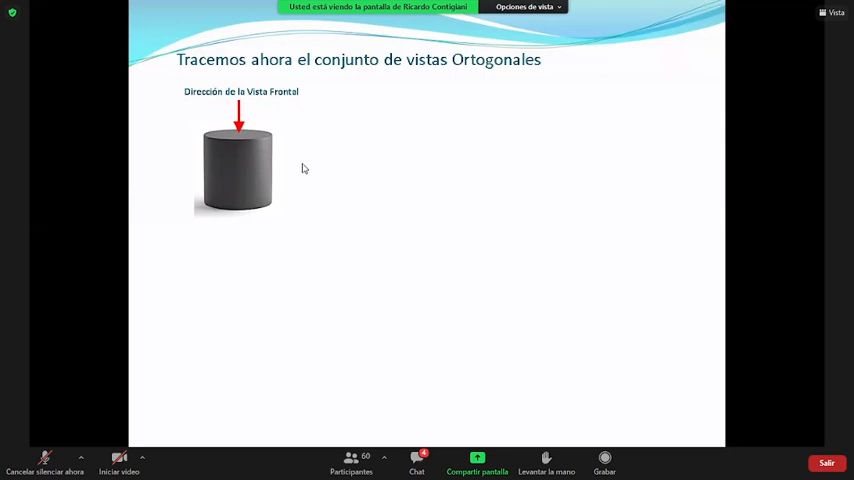 Usted está viendo la pantalla de Ricardo Contigiani
Opciones de vista
Vista
Tracemos ahora el conjunto de vistas Ortogonales
Dirección de la Vista Frontal
60
4
Cancelar silenciar ahora
Iniciar video
Participantes
Chat
Compartir pantalla
Levantar la mano
Grabar
Salir